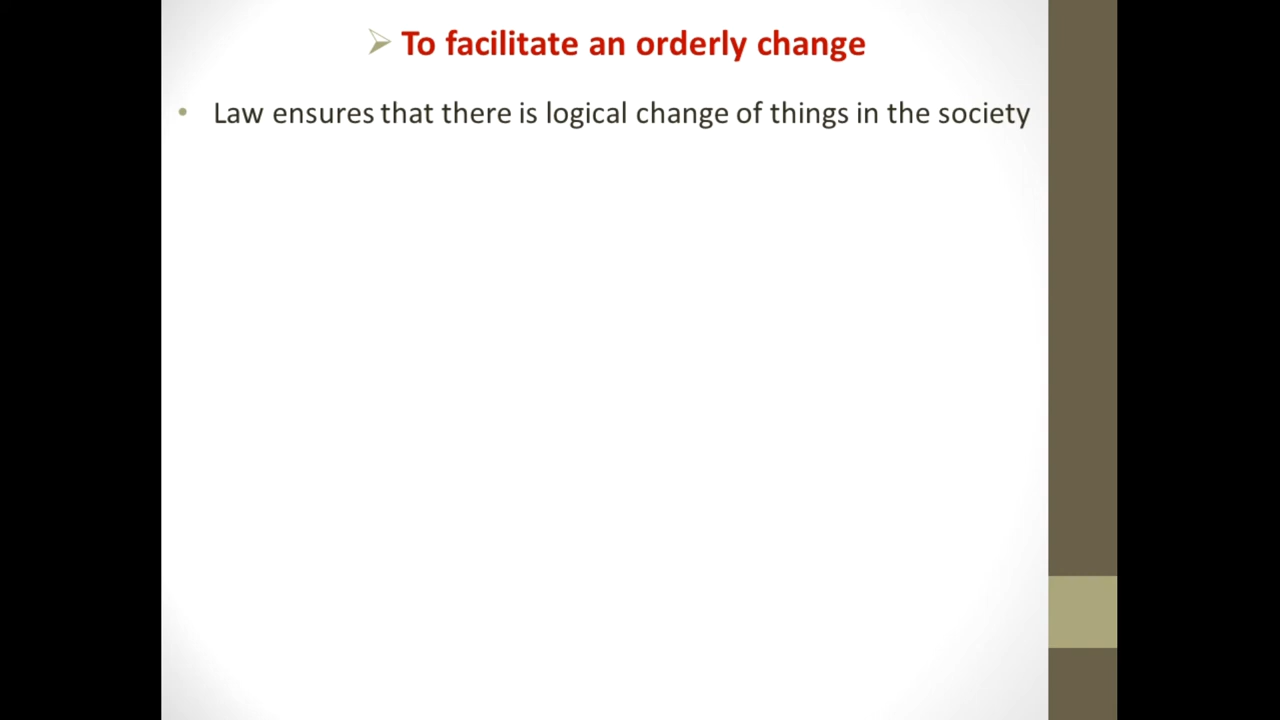 To facilitate an orderly change
Law ensures that there is logical change of things in the society